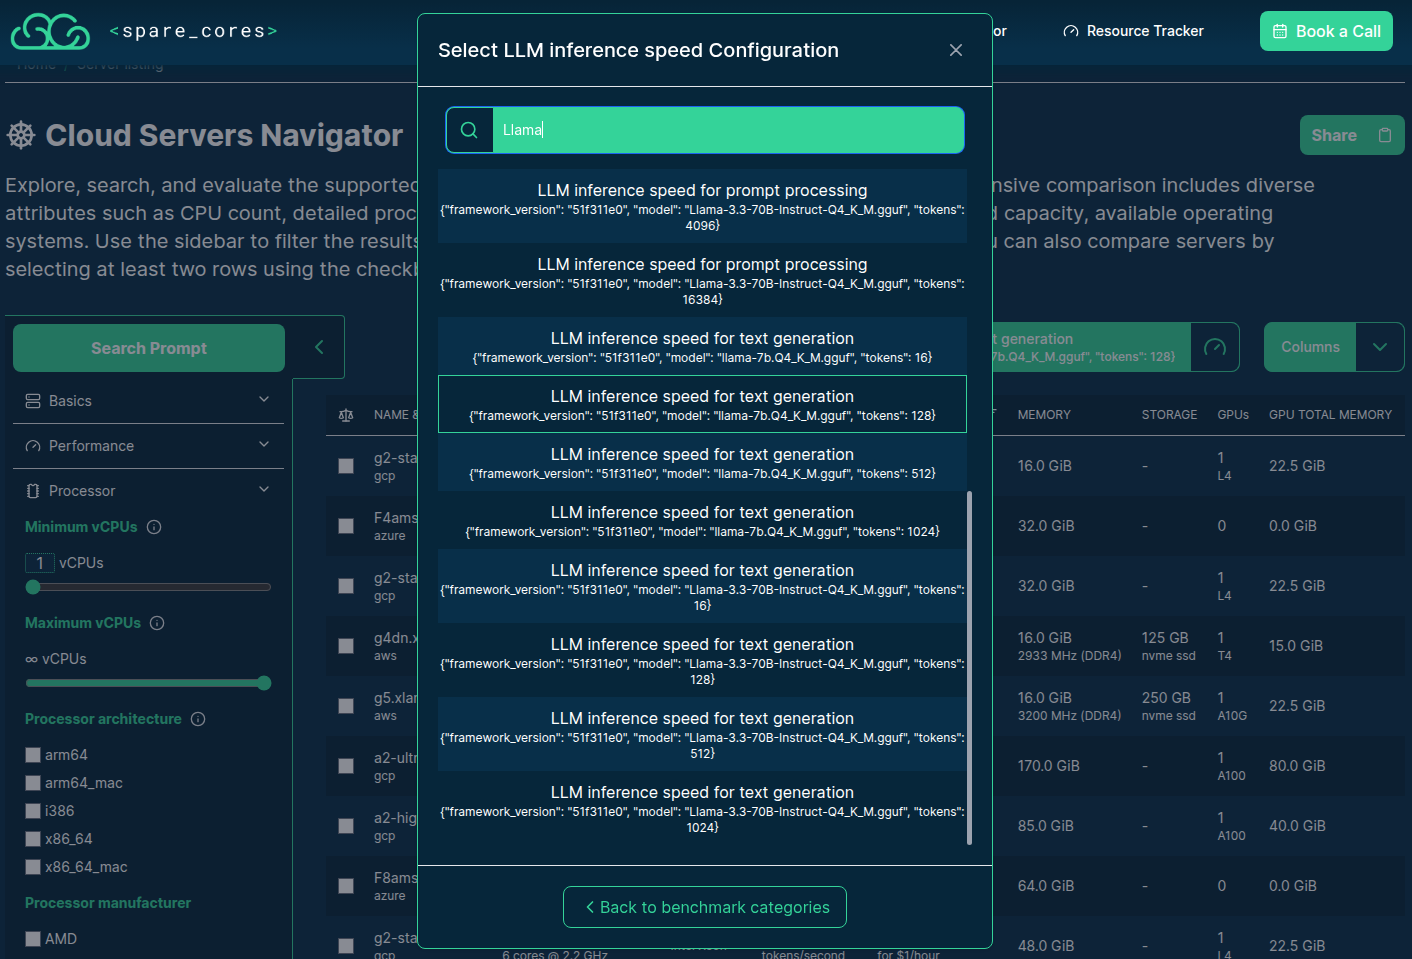 <spare_cores>
or
Resource Tracker
Book a Call
Home / Server listing
Select LLM inference speed Configuration
Llama
Cloud Servers Navigator
Share
Explore, search, and evaluate the supported
nsive comparison includes diverse
attributes such as CPU count, detailed proc
d capacity, available operating
systems. Use the sidebar to filter the results
u can also compare servers by
selecting at least two rows using the checkb
LLM inference speed for prompt processing
{"framework_version": "51f311e0", "model": "Llama-3.3-70B-Instruct-Q4_K_M.gguf", "tokens":
4096}
LLM inference speed for prompt processing
{"framework_version": "51f311e0", "model": "Llama-3.3-70B-Instruct-Q4_K_M.gguf", "tokens":
16384}
LLM inference speed for text generation
{"framework_version": "51f311e0", "model": "llama-7b.Q4_K_M.gguf", "tokens": 16}
LLM inference speed for text generation
{"framework_version": "51f311e0", "model": "llama-7b.Q4_K_M.gguf", "tokens": 128}
LLM inference speed for text generation
{"framework_version": "51f311e0", "model": "llama-7b.Q4_K_M.gguf", "tokens": 512}
LLM inference speed for text generation
{"framework_version": "51f311e0", "model": "llama-7b.Q4_K_M.gguf", "tokens": 1024}
LLM inference speed for text generation
{"framework_version": "51f311e0", "model": "Llama-3.3-70B-Instruct-Q4_K_M.gguf", "tokens":
16}
LLM inference speed for text generation
{"framework_version": "51f311e0", "model": "Llama-3.3-70B-Instruct-Q4_K_M.gguf", "tokens":
128}
LLM inference speed for text generation
{"framework_version": "51f311e0", "model": "Llama-3.3-70B-Instruct-Q4_K_M.gguf", "tokens":
512}
LLM inference speed for text generation
{"framework_version": "51f311e0", "model": "Llama-3.3-70B-Instruct-Q4_K_M.gguf", "tokens":
1024}
Back to benchmark categories
Search Prompt
Basics
Performance
Processor
Minimum vCPUs
1 vCPUs
Maximum vCPUs
∞ vCPUs
Processor architecture
arm64
arm64_mac
i386
x86_64
x86_64_mac
Processor manufacturer
AMD
t generation
7b.Q4_K_M.gguf", "tokens": 128}
Columns
NAME &
MEMORY
STORAGE
GPUs
GPU TOTAL MEMORY
g2-sta
gcp
16.0 GiB
-
1
L4
22.5 GiB
F4ams
azure
32.0 GiB
-
0
0.0 GiB
g2-sta
gcp
32.0 GiB
-
1
L4
22.5 GiB
g4dn.x
aws
16.0 GiB
2933 MHz (DDR4)
125 GB
nvme ssd
1
T4
15.0 GiB
g5.xlar
aws
16.0 GiB
3200 MHz (DDR4)
250 GB
nvme ssd
1
A10G
22.5 GiB
a2-ultr
gcp
170.0 GiB
-
1
A100
80.0 GiB
a2-hig
gcp
85.0 GiB
-
1
A100
40.0 GiB
F8ams
azure
64.0 GiB
-
0
0.0 GiB
g2-sta
gcp
6 cores @ 2.2 GHz
tokens/second
for $1/hour
48.0 GiB
-
1
L4
22.5 GiB